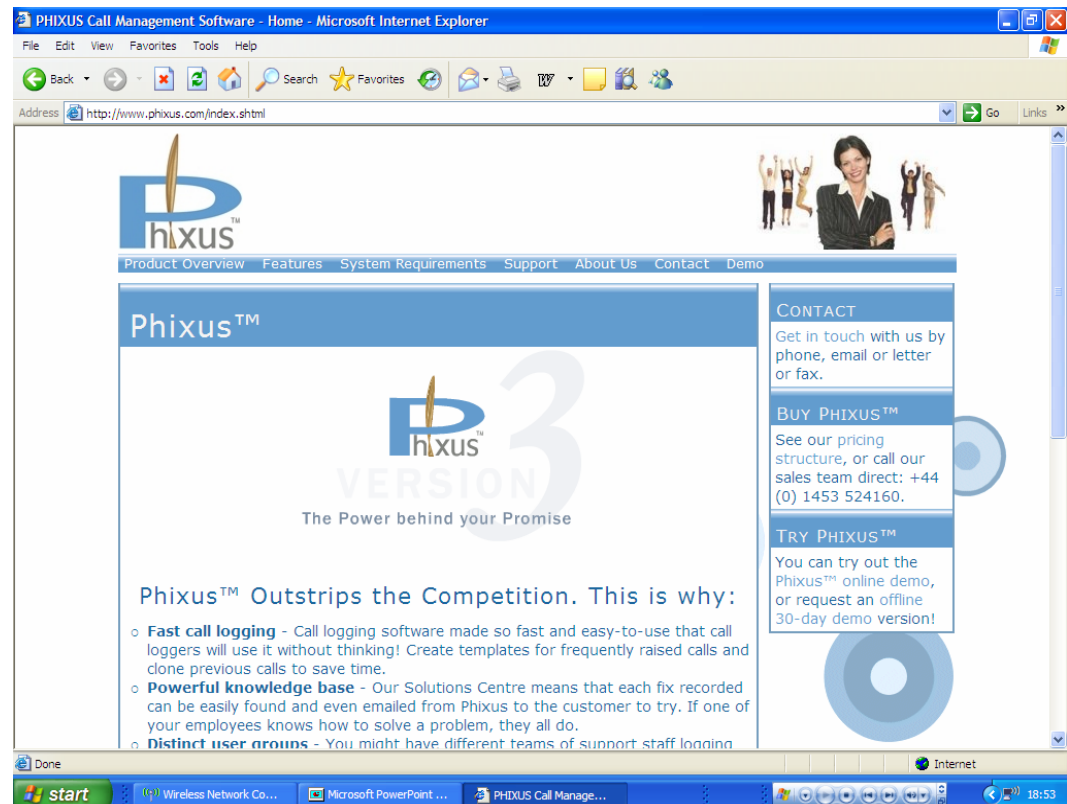 PHIXUS Call Management Software - Home - Microsoft Internet Explorer
File Edit View Favorites Tools Help
Back Search Favorites
Address http://www.phixus.com/index.shtml Go Links »
Phixus™
Product Overview Features System Requirements Support About Us Contact Demo
Phixus™
Phixus™
3
VERSION
The Power behind your Promise
Phixus™ Outstrips the Competition. This is why:
Fast call logging - Call logging software made so fast and easy-to-use that call
loggers will use it without thinking! Create templates for frequently raised calls and
clone previous calls to save time.
Powerful knowledge base - Our Solutions Centre means that each fix recorded
can be easily found and even emailed from Phixus to the customer to try. If one of
your employees knows how to solve a problem, they all do.
Distinct user groups - You might have different teams of support staff logging
CONTACT
Get in touch with us by
phone, email or letter
or fax.
BUY PHIXUS™
See our pricing
structure, or call our
sales team direct: +44
(0) 1453 524160.
TRY PHIXUS™
You can try out the
Phixus™ online demo,
or request an offline
30-day demo version!
Done Internet
start Wireless Network Co... Microsoft PowerPoint ... PHIXUS Call Manage... 18:53